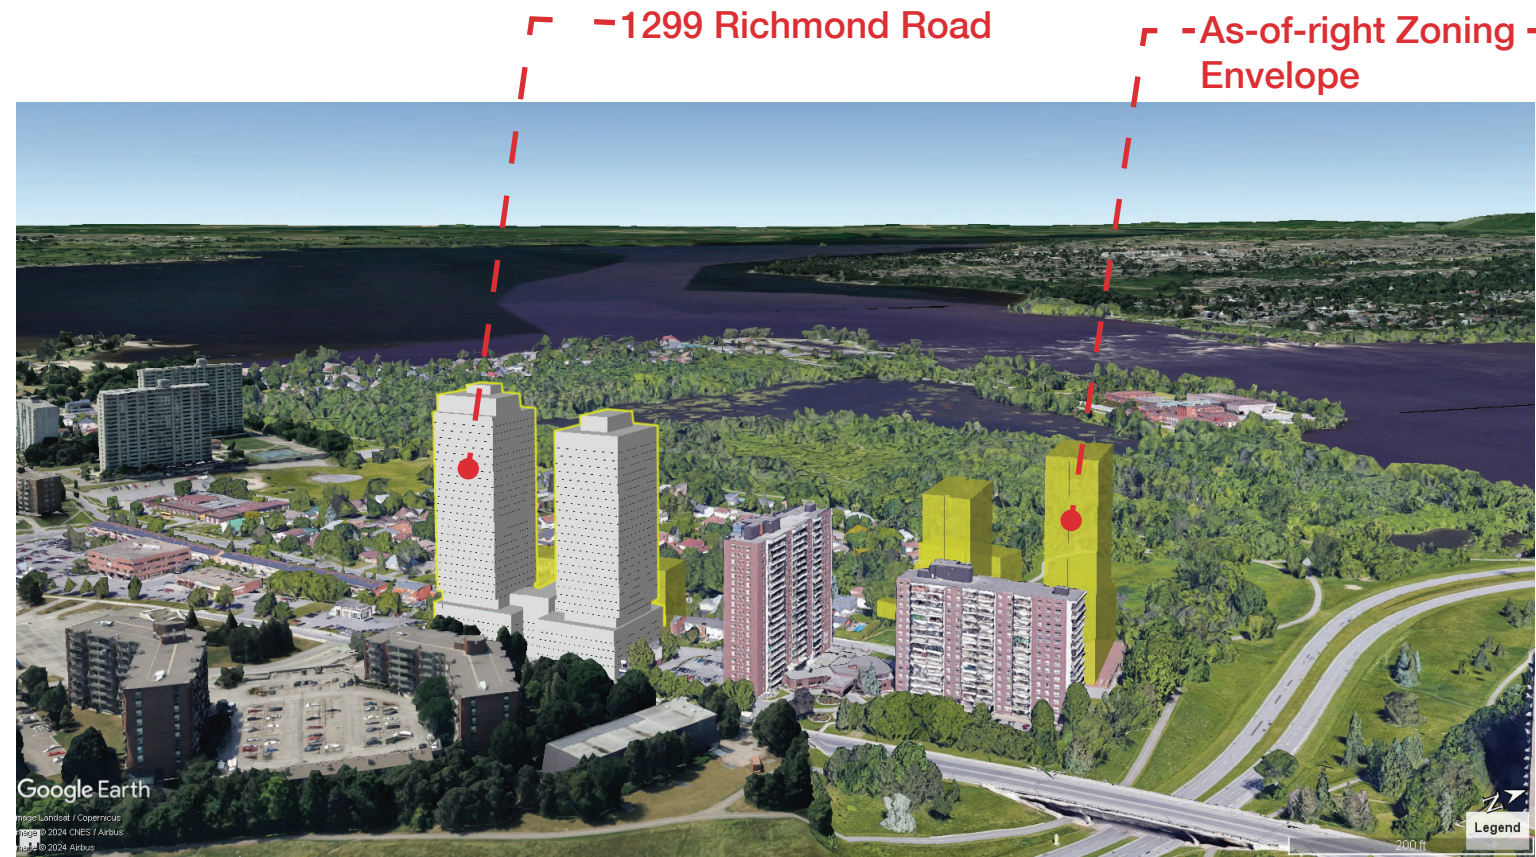 1299 Richmond Road
As-of-right Zoning
Envelope
Google Earth
Image Landsat / Copernicus
Image © 2024 CNES / Airbus
Image © 2024 Airbus
N
Legend
200 ft